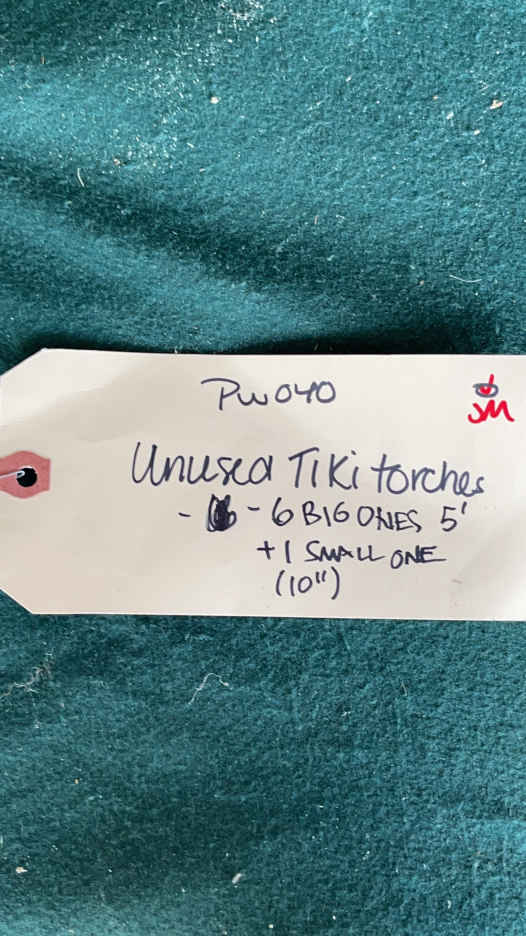 PW040
JM
Unused Tiki torches
- - 6 BIG ONES 5'
+ 1 SMALL ONE
(10")